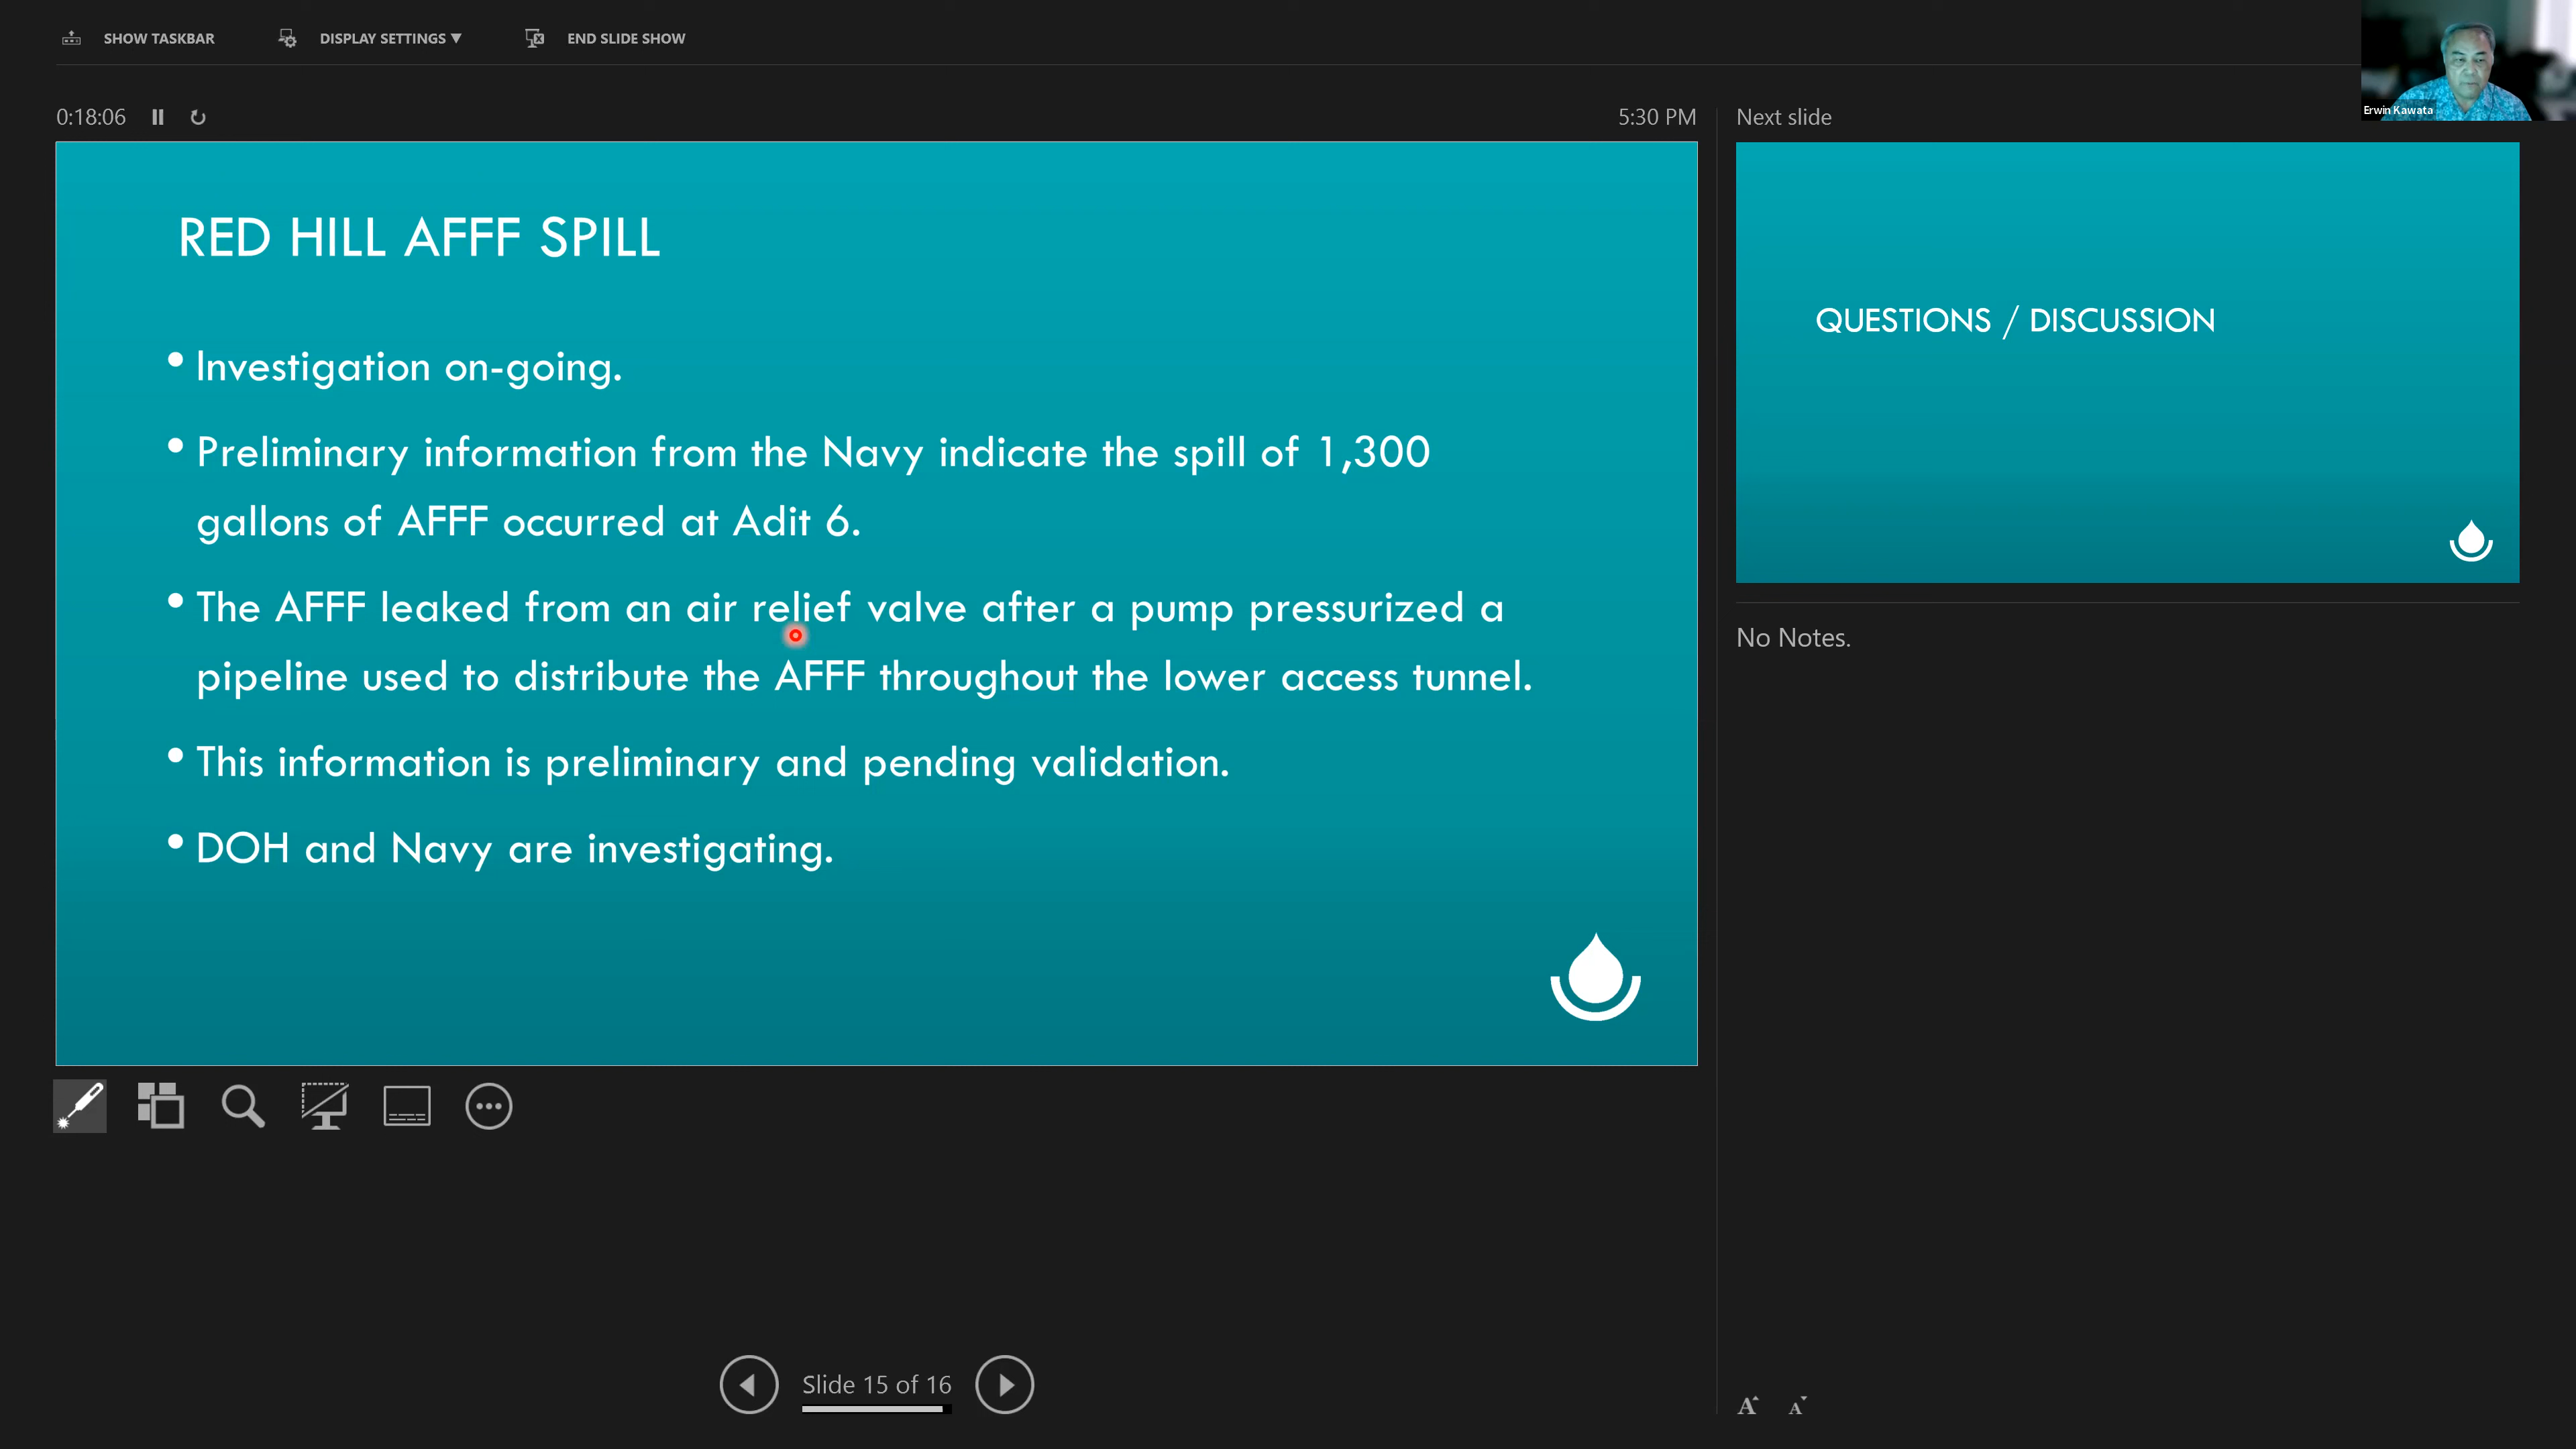 SHOW TASKBAR
DISPLAY SETTINGS ▼
END SLIDE SHOW
Erwin Kawata
0:18:06
5:30 PM
Next slide
RED HILL AFFF SPILL
• Investigation on-going.
• Preliminary information from the Navy indicate the spill of 1,300
gallons of AFFF occurred at Adit 6.
• The AFFF leaked from an air relief valve after a pump pressurized a
pipeline used to distribute the AFFF throughout the lower access tunnel.
• This information is preliminary and pending validation.
• DOH and Navy are investigating.
QUESTIONS / DISCUSSION
No Notes.
Slide 15 of 16
A A